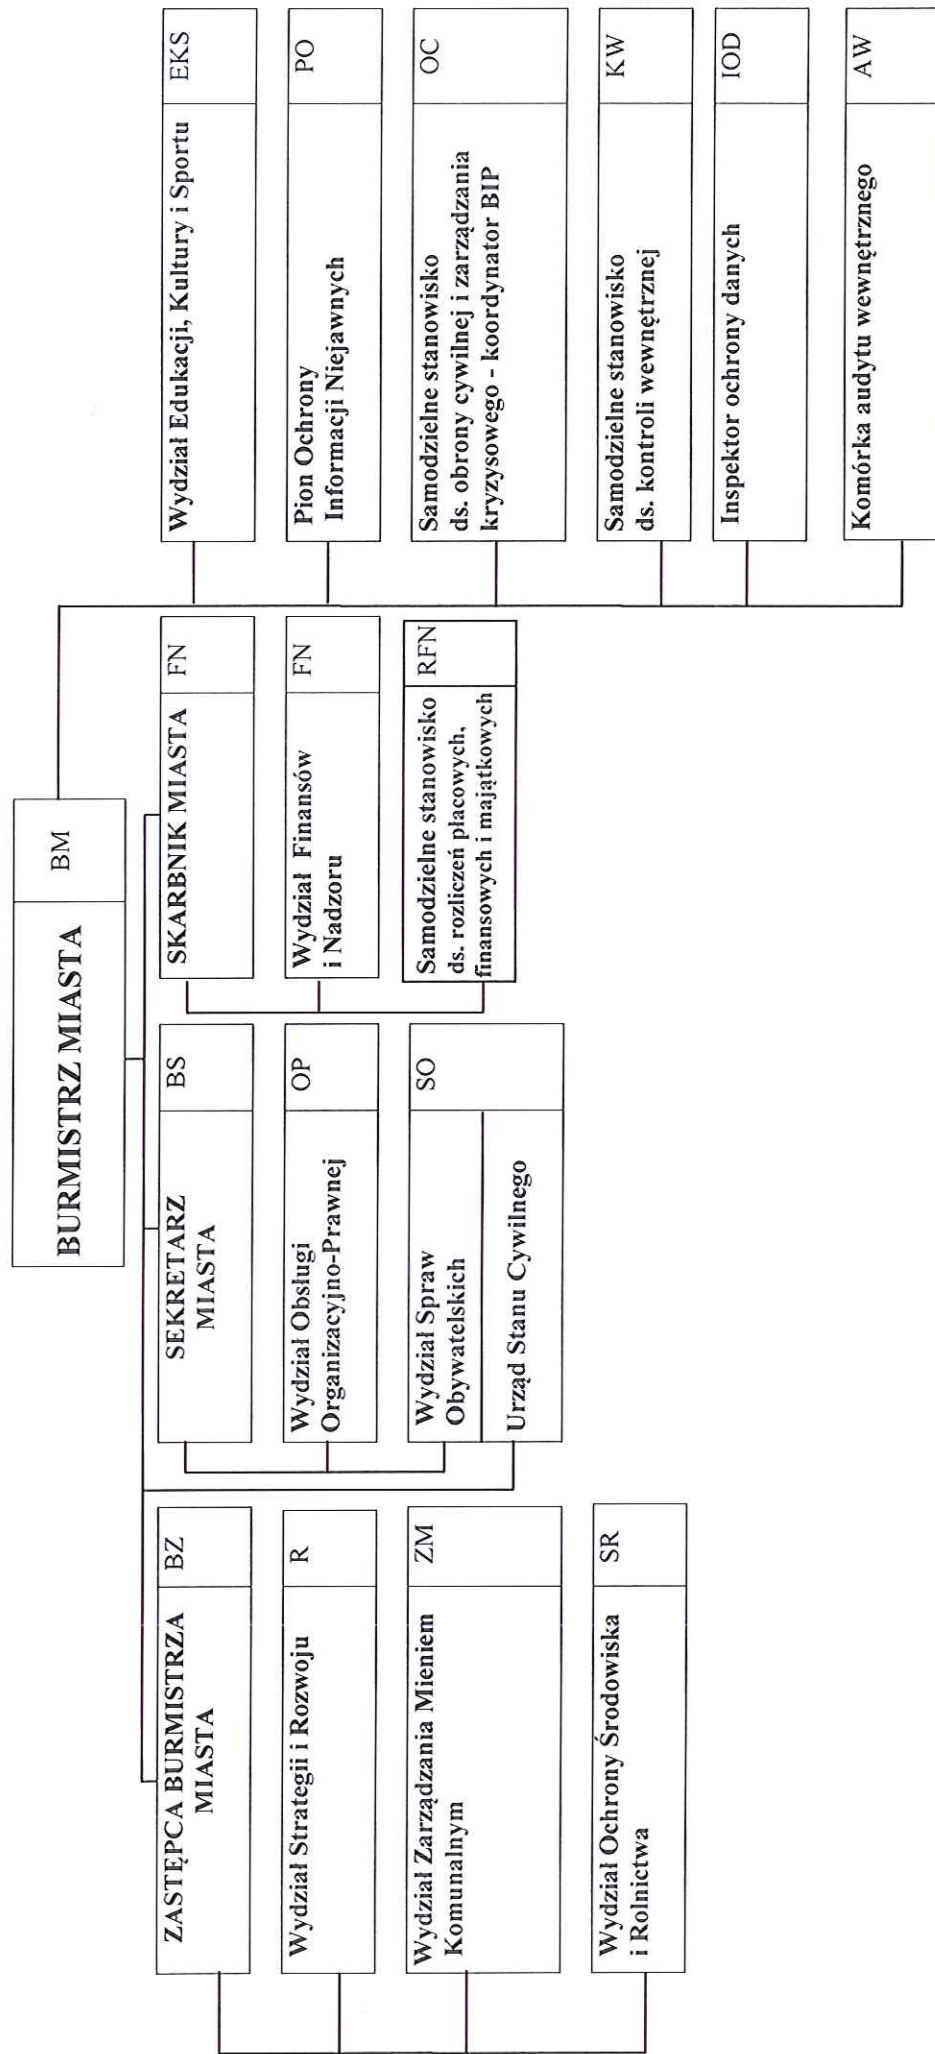 BURMISTRZ MIASTA BM
ZASTĘPCA BURMISTRZA BZ
MIASTA
Wydział Strategii i Rozwoju R
Wydział Zarządzania Mieniem ZM
Komunalnym
Wydział Ochrony Środowiska SR
i Rolnictwa
SEKRETARZ BS
MIASTA
Wydział Obsługi OP
Organizacyjno-Prawnej
Wydział Spraw SO
Obywatelskich
Urząd Stanu Cywilnego
SKARBNIK MIASTA FN
Wydział Finansów FN
i Nadzoru
Samodzielne stanowisko RFN
ds. rozliczeń płacowych,
finansowych i majątkowych
Wydział Edukacji, Kultury i Sportu EKS
Pion Ochrony PO
Informacji Niejawnych
Samodzielne stanowisko OC
ds. obrony cywilnej i zarządzania
kryzysowego - koordynator BIP
Samodzielne stanowisko KW
ds. kontroli wewnętrznej
Inspektor ochrony danych IOD
Komórka audytu wewnętrznego AW